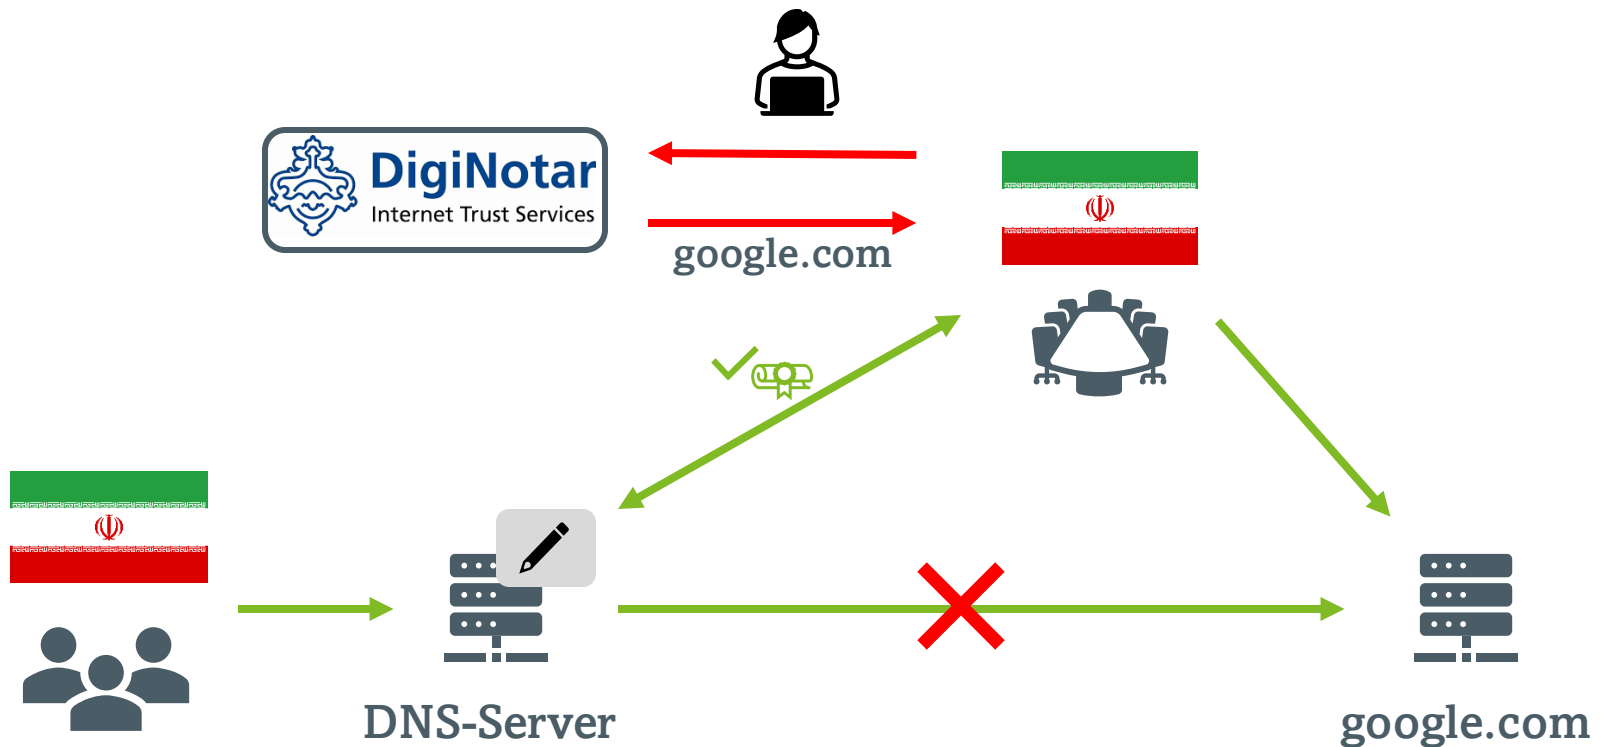 DigiNotar
Internet Trust Services
google.com
DNS-Server
google.com